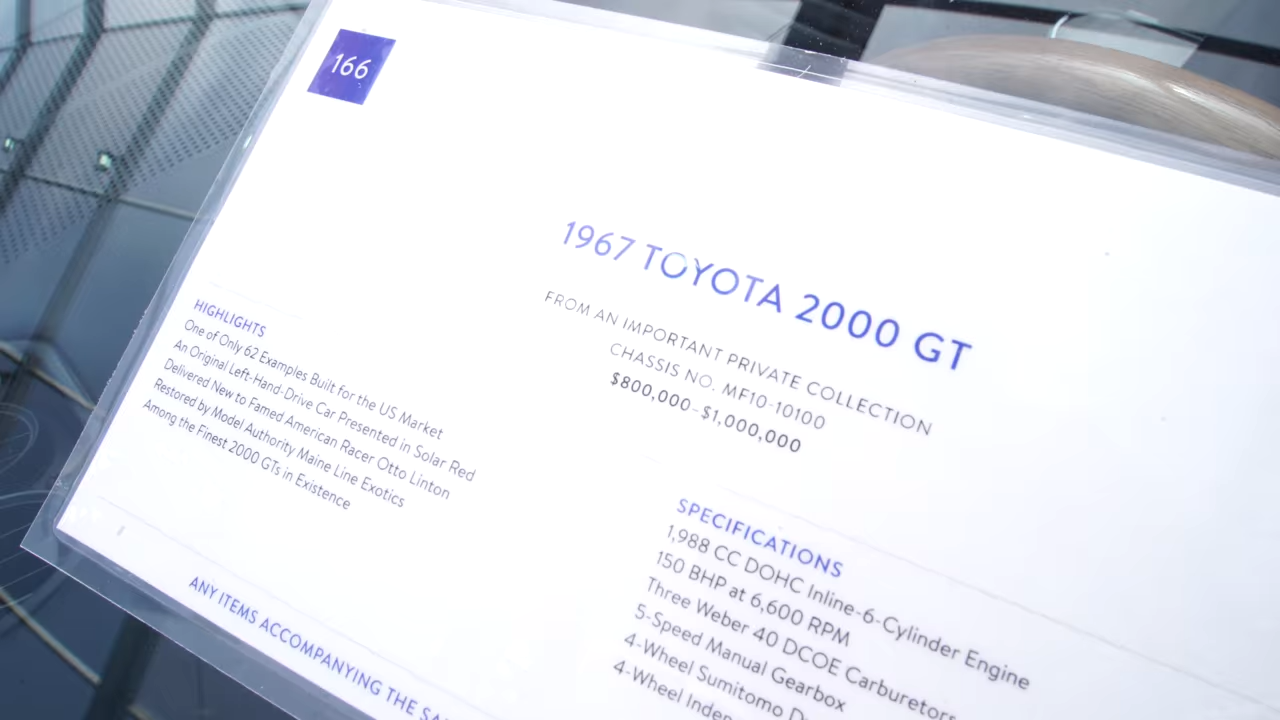 166
1967 TOYOTA 2000 GT
FROM AN IMPORTANT PRIVATE COLLECTION
CHASSIS NO. MF10-10100
$800,000–$1,000,000
HIGHLIGHTS
One of Only 62 Examples Built for the US Market
An Original Left-Hand-Drive Car Presented in Solar Red
Delivered New to Famed American Racer Otto Linton
Restored by Model Authority Maine Line Exotics
Among the Finest 2000 GTs in Existence
SPECIFICATIONS
1,988 CC DOHC Inline-6-Cylinder Engine
150 BHP at 6,600 RPM
Three Weber 40 DCOE Carburetors
5-Speed Manual Gearbox
4-Wheel Sumitomo
4-Wheel
ANY ITEMS ACCOMPANYING THE